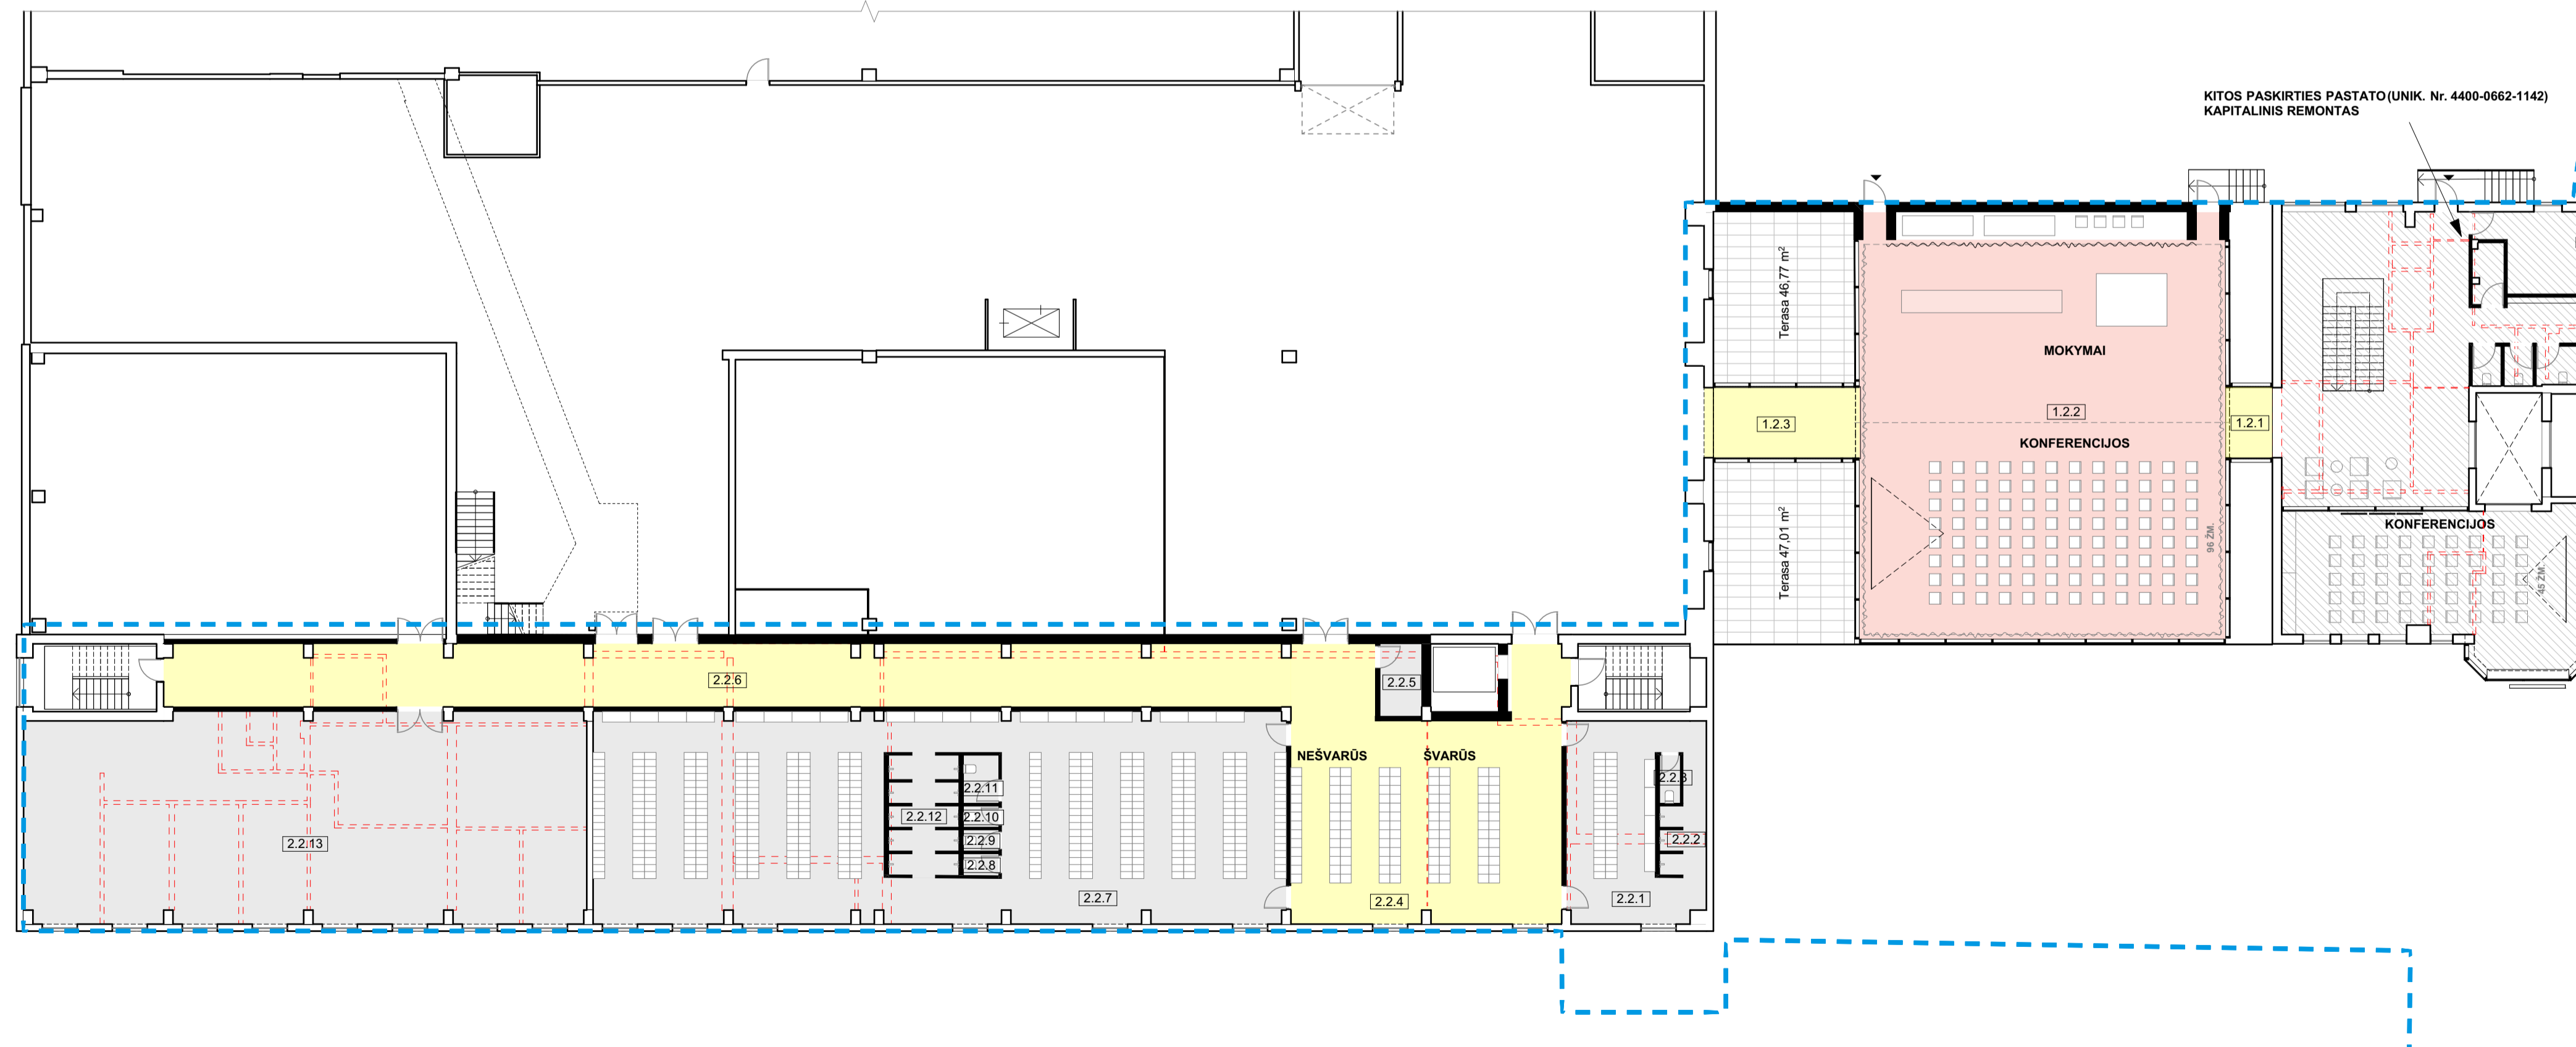 KITOS PASKIRTIES PASTATO (UNIK. Nr. 4400-0662-1142)
KAPITALINIS REMONTAS
Terasa 46,77 m²
MOKYMAI
1.2.3
1.2.2
1.2.1
KONFERENCIJOS
Terasa 47,01 m²
96 ŽM.
KONFERENCIJOS
45 ŽM.
2.2.6
2.2.5
NEŠVARŪS
ŠVARŪS
2.2.3
2.2.11
2.2.12
2.2.10
2.2.9
2.2.8
2.2.2
2.2.13
2.2.7
2.2.4
2.2.1